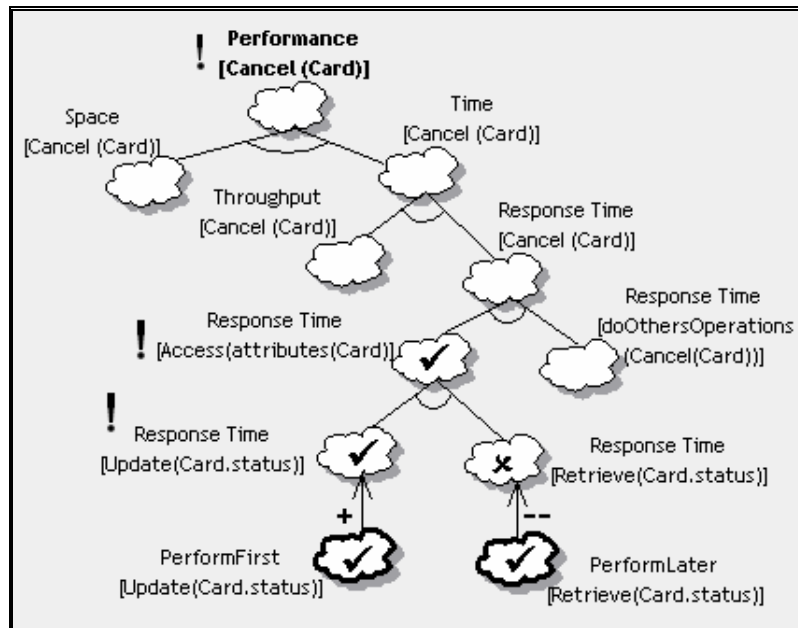 ! Performance
[Cancel (Card)]
Space
[Cancel (Card)]
Time
[Cancel (Card)]
Throughput
[Cancel (Card)]
Response Time
[Cancel (Card)]
! Response Time
[Access(attributes(Card)]
Response Time
[doOthersOperations
(Cancel(Card))]
! Response Time
[Update(Card.status)]
Response Time
[Retrieve(Card.status)]
+
--
PerformFirst
[Update(Card.status)]
PerformLater
[Retrieve(Card.status)]